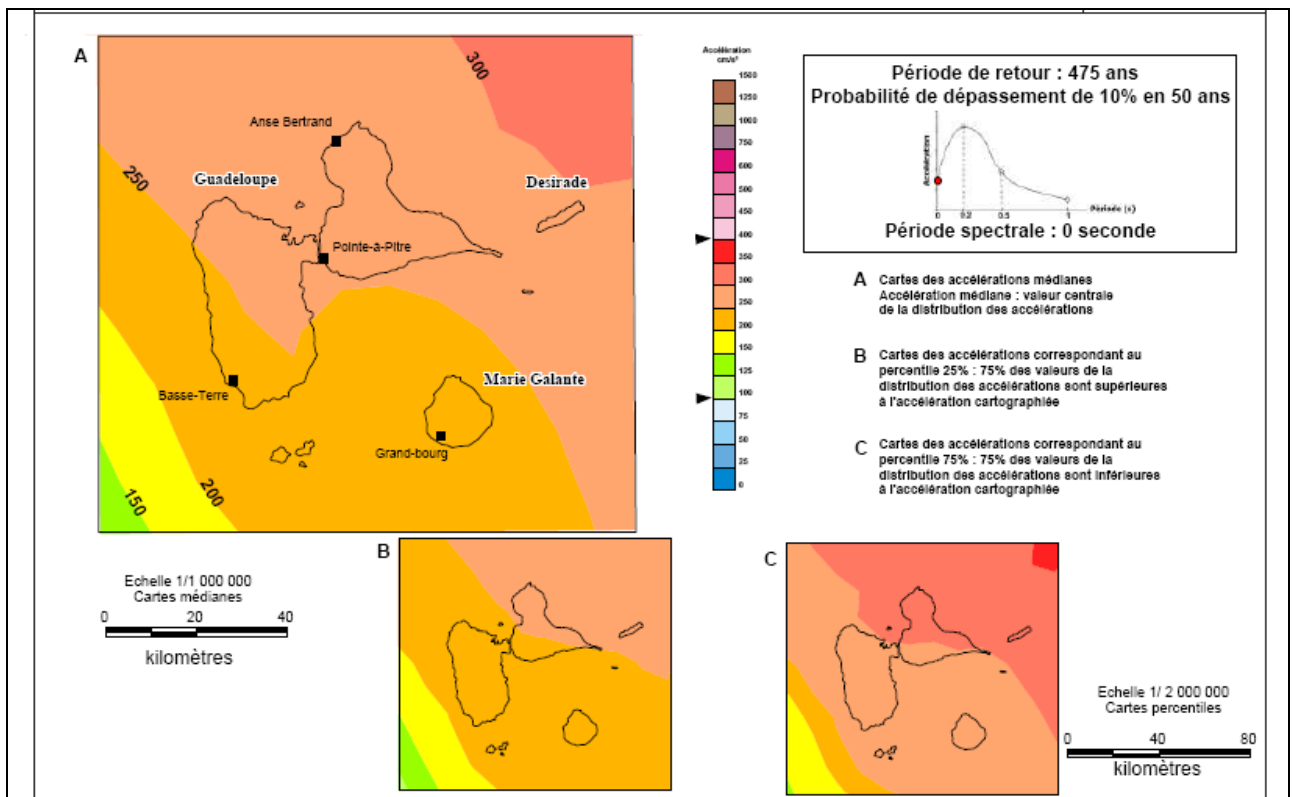 A
300
Anse Bertrand
250
Guadeloupe
Desirade
Pointe-à-Pitre
Marie Galante
Basse-Terre
Grand-bourg
200
150
Accélération
cm/s²
1500
1250
1000
750
600
500
450
400
350
300
250
200
150
125
100
75
50
25
0
Période de retour : 475 ans
Probabilité de dépassement de 10% en 50 ans
Accélération
Période (s)
0 0.2 0.5 1
Période spectrale : 0 seconde
A Cartes des accélérations médianes
Accélération médiane : valeur centrale
de la distribution des accélérations
B Cartes des accélérations correspondant au
percentile 25% : 75% des valeurs de la
distribution des accélérations sont supérieures
à l'accélération cartographiée
C Cartes des accélérations correspondant au
percentile 75% : 75% des valeurs de la
distribution des accélérations sont inférieures
à l'accélération cartographiée
Echelle 1/1 000 000
Cartes médianes
0 20 40
kilomètres
B
C
Echelle 1/ 2 000 000
Cartes percentiles
0 40 80
kilomètres